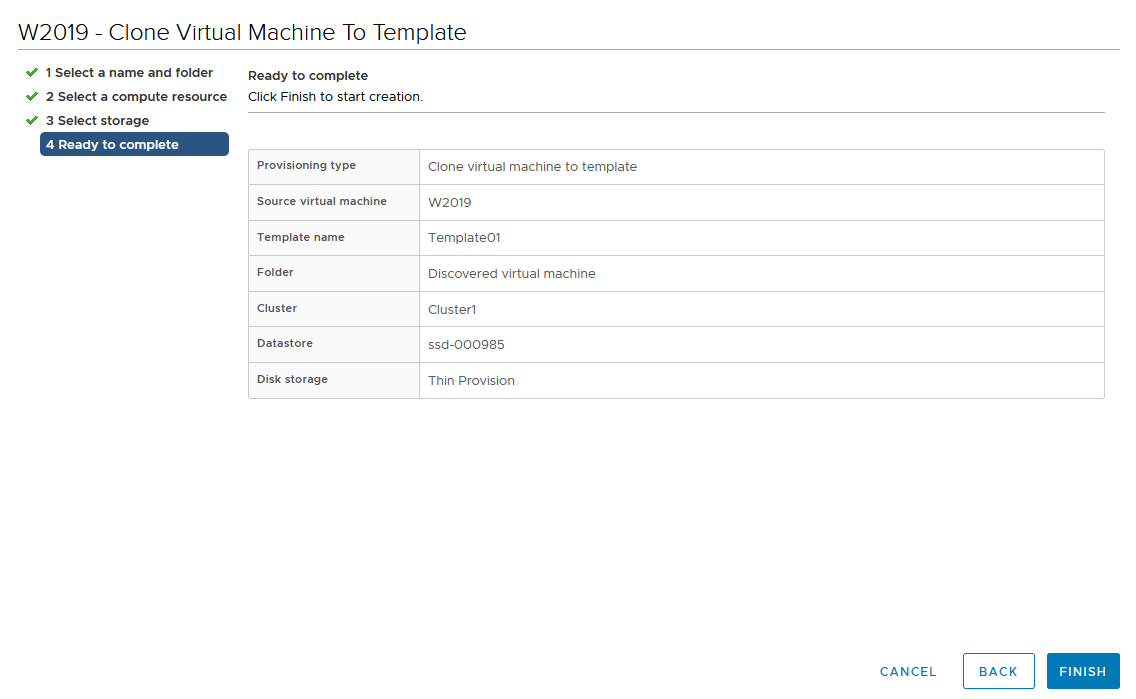 W2019 - Clone Virtual Machine To Template
1 Select a name and folder
2 Select a compute resource
3 Select storage
4 Ready to complete
Ready to complete
Click Finish to start creation.
Provisioning type Clone virtual machine to template
Source virtual machine W2019
Template name Template01
Folder Discovered virtual machine
Cluster Cluster1
Datastore ssd-000985
Disk storage Thin Provision
CANCEL BACK FINISH